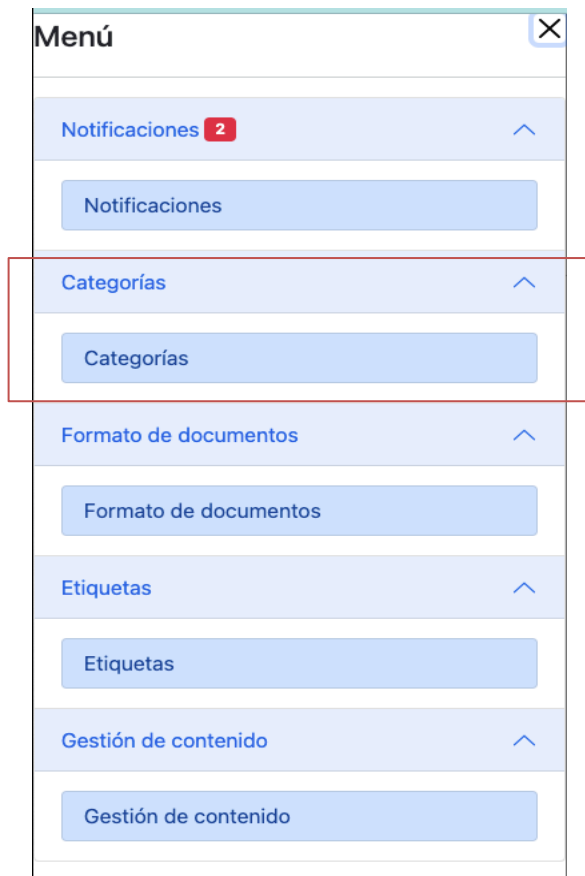 Menú
Notificaciones 2
Notificaciones
Categorías
Categorías
Formato de documentos
Formato de documentos
Etiquetas
Etiquetas
Gestión de contenido
Gestión de contenido